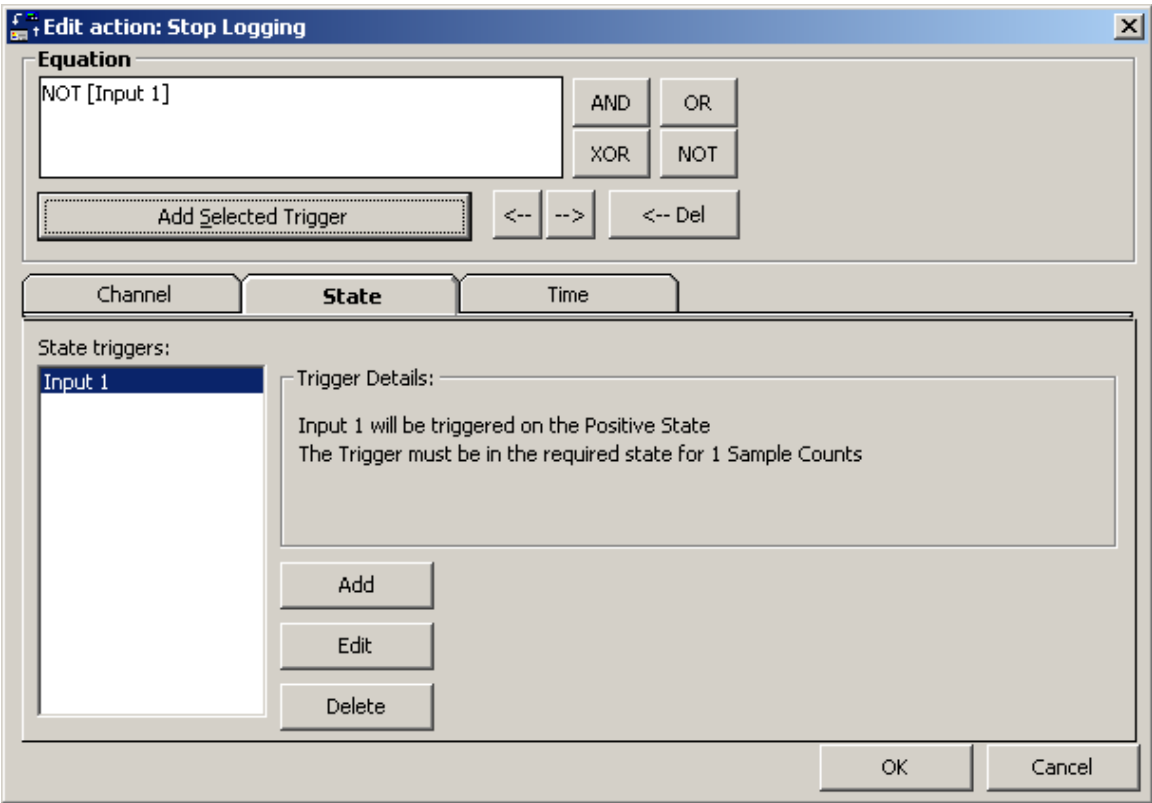 Edit action: Stop Logging
Equation
NOT [Input 1]
AND
OR
XOR
NOT
Add Selected Trigger
<--
-->
<-- Del
Channel
State
Time
State triggers:
Input 1
Trigger Details:
Input 1 will be triggered on the Positive State
The Trigger must be in the required state for 1 Sample Counts
Add
Edit
Delete
OK
Cancel